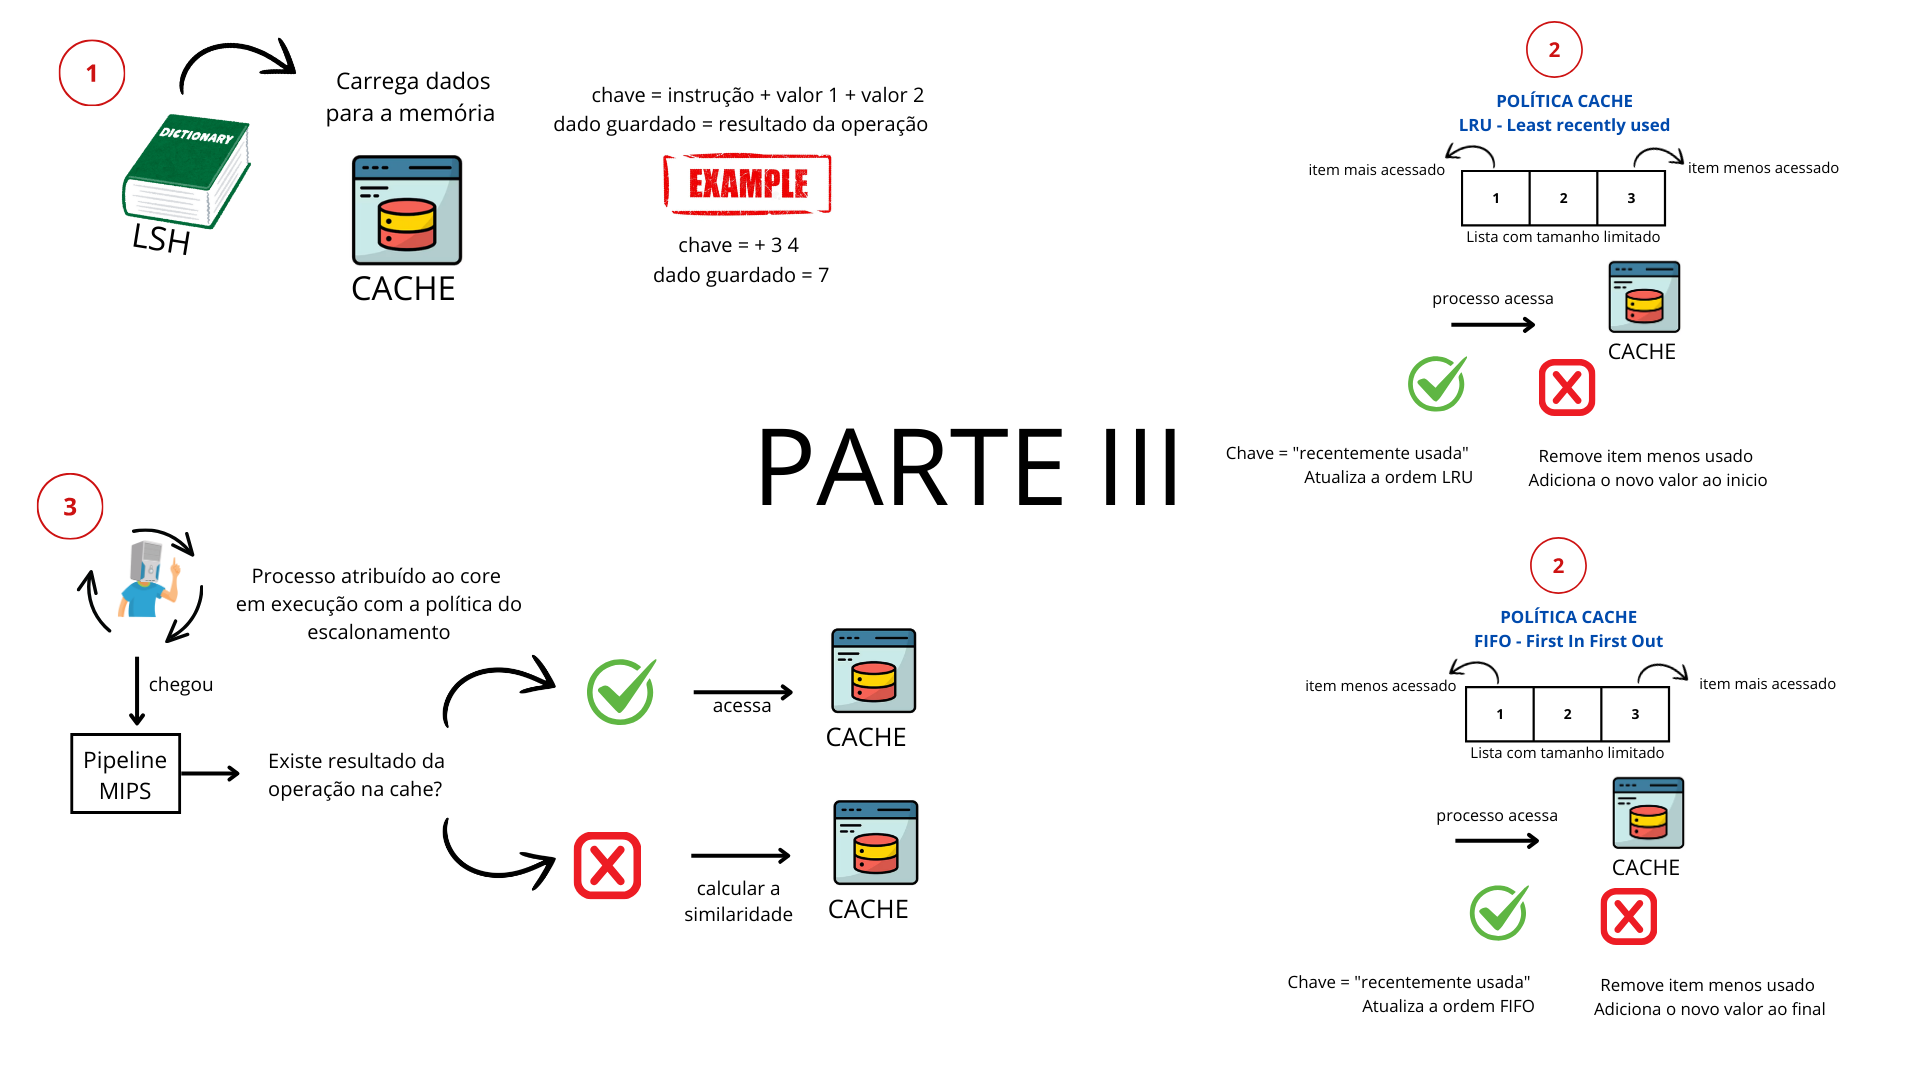 1
DICTIONARY
LSH
Carrega dados
para a memória
CACHE
chave = instrução + valor 1 + valor 2
dado guardado = resultado da operação
EXAMPLE
chave = + 3 4
dado guardado = 7
2
POLÍTICA CACHE
LRU - Least recently used
item mais acessado
item menos acessado
1 2 3
Lista com tamanho limitado
processo acessa
CACHE
Chave = "recentemente usada"
Atualiza a ordem LRU
Remove item menos usado
Adiciona o novo valor ao inicio
PARTE III
3
Processo atribuído ao core
em execução com a política do
escalonamento
chegou
Pipeline
MIPS
Existe resultado da
operação na cahe?
acessa
CACHE
calcular a
similaridade
CACHE
2
POLÍTICA CACHE
FIFO - First In First Out
item menos acessado
item mais acessado
1 2 3
Lista com tamanho limitado
processo acessa
CACHE
Chave = "recentemente usada"
Atualiza a ordem FIFO
Remove item menos usado
Adiciona o novo valor ao final